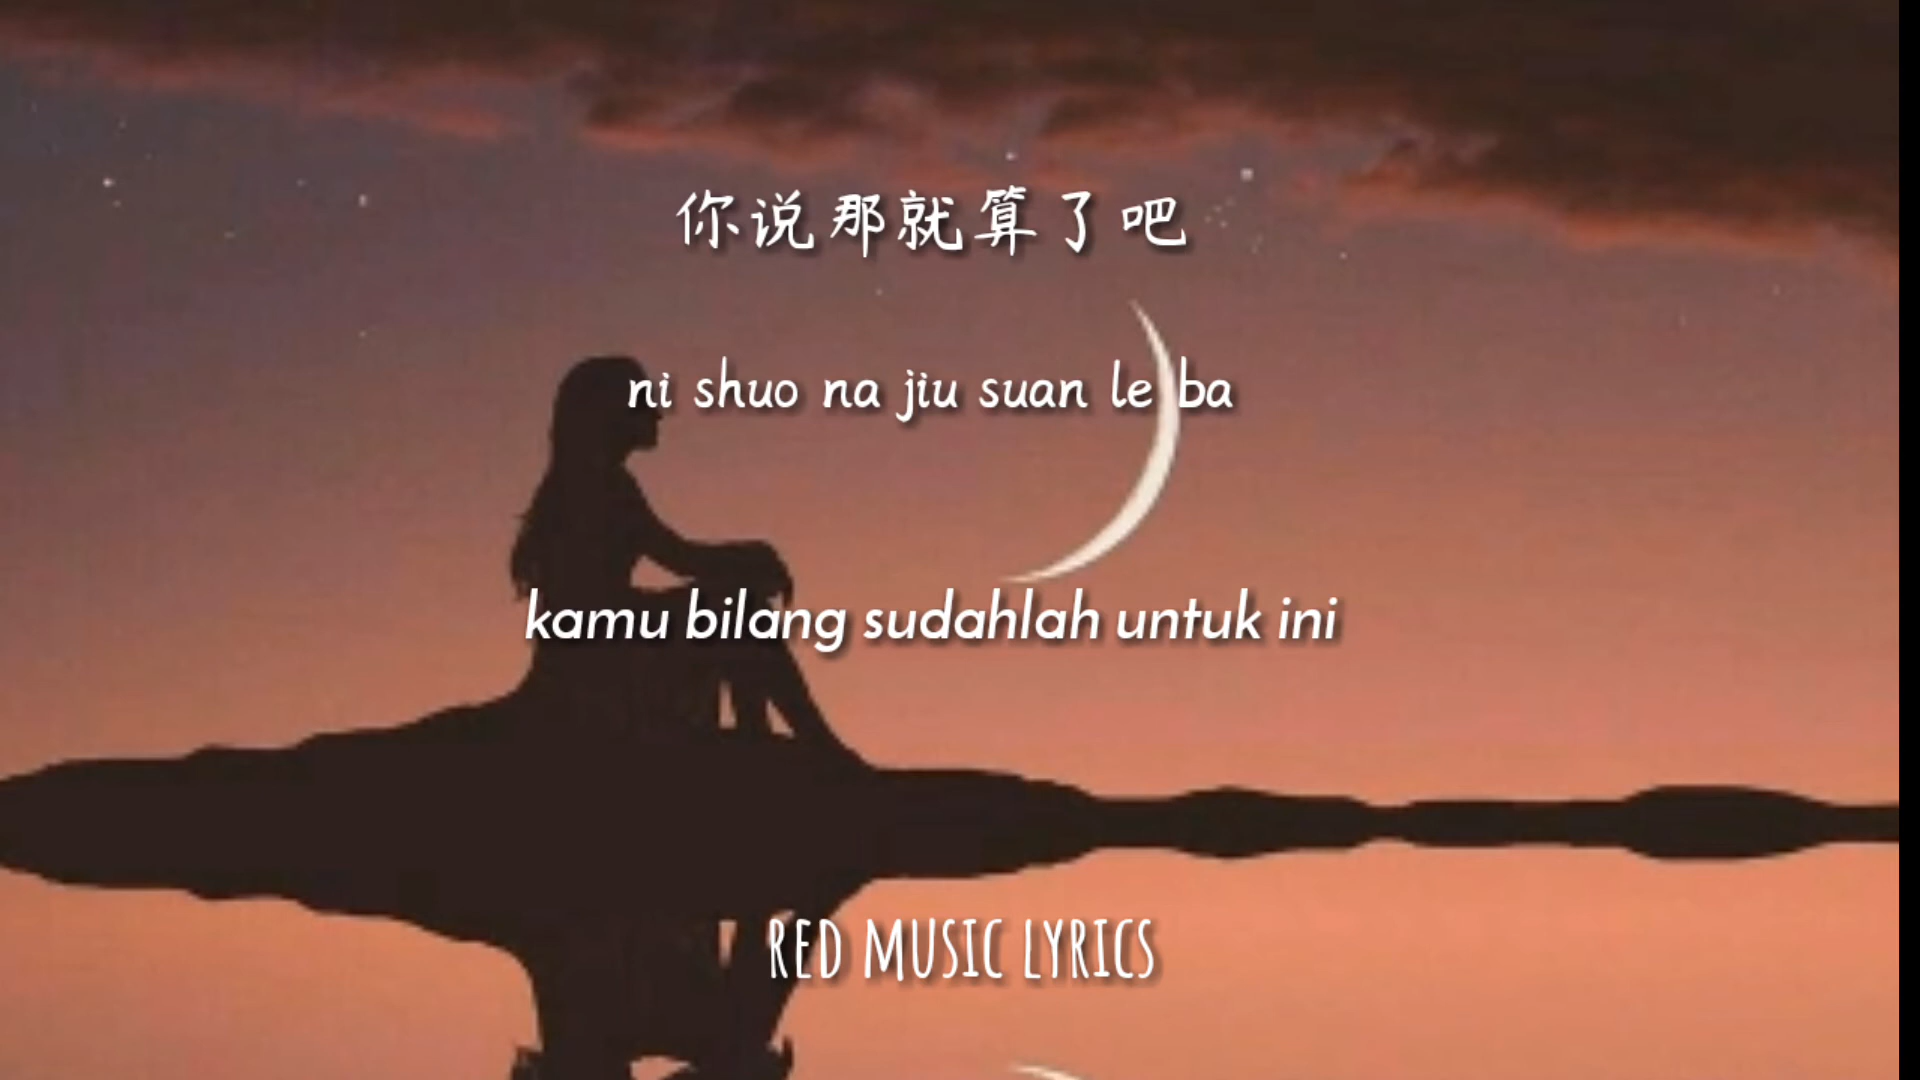 你说那就算了吧
ni shuo na jiu suan le ba
kamu bilang sudahlah untuk ini
RED MUSIC LYRICS